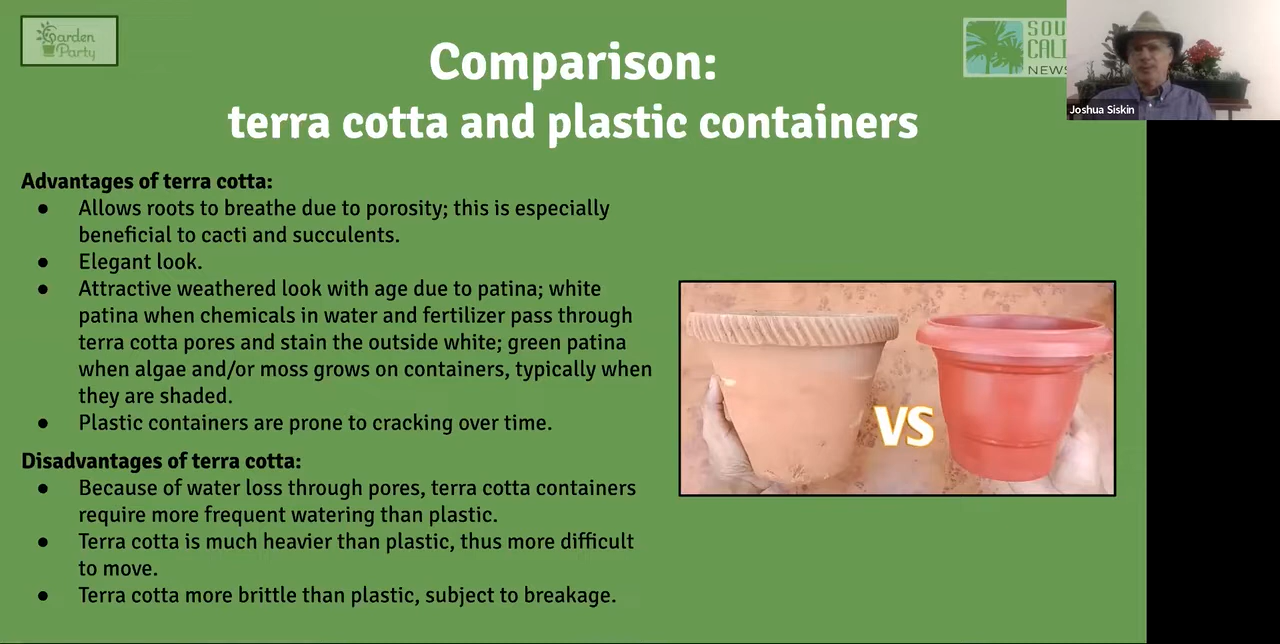 Garden
Party
Comparison:
terra cotta and plastic containers
SOU
CALI
NEWS
Joshua Siskin
Advantages of terra cotta:
● Allows roots to breathe due to porosity; this is especially
beneficial to cacti and succulents.
● Elegant look.
● Attractive weathered look with age due to patina; white
patina when chemicals in water and fertilizer pass through
terra cotta pores and stain the outside white; green patina
when algae and/or moss grows on containers, typically when
they are shaded.
● Plastic containers are prone to cracking over time.
VS
Disadvantages of terra cotta:
● Because of water loss through pores, terra cotta containers
require more frequent watering than plastic.
● Terra cotta is much heavier than plastic, thus more difficult
to move.
● Terra cotta more brittle than plastic, subject to breakage.